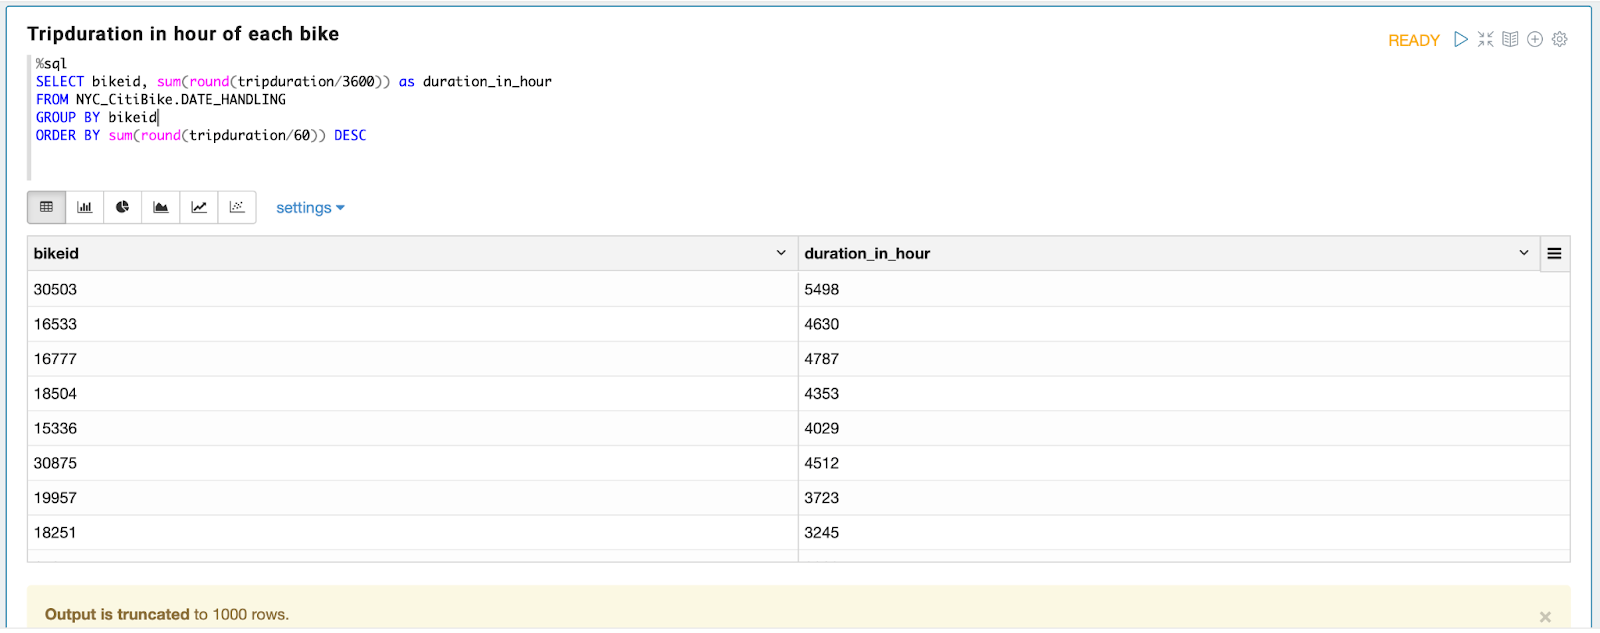 Tripduration in hour of each bike
READY
%sql
SELECT bikeid, sum(round(tripduration/3600)) as duration_in_hour
FROM NYC_CitiBike.DATE_HANDLING
GROUP BY bikeid
ORDER BY sum(round(tripduration/60)) DESC
settings
bikeid duration_in_hour
30503 5498
16533 4630
16777 4787
18504 4353
15336 4029
30875 4512
19957 3723
18251 3245
Output is truncated to 1000 rows.